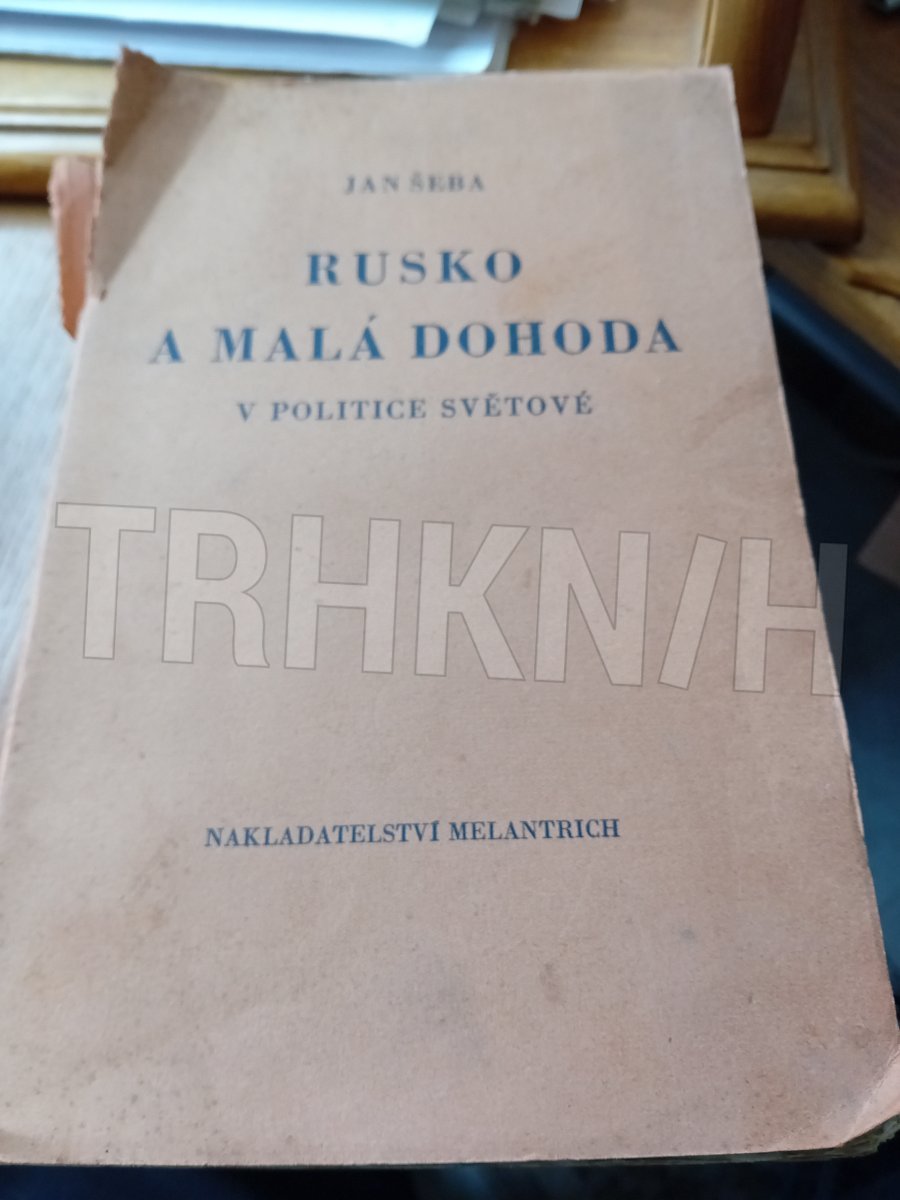 JAN ŠEBA
RUSKO
A MALÁ DOHODA
V POLITICE SVĚTOVÉ
TRHKNIH
NAKLADATELSTVÍ MELANTRICH